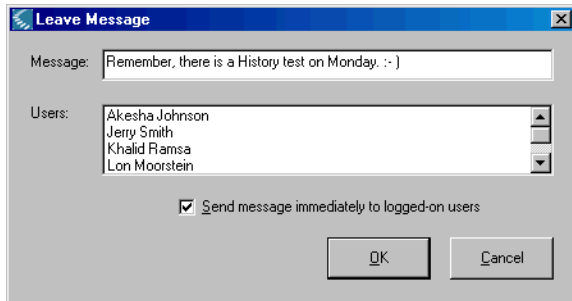 Leave Message
Message: Remember, there is a History test on Monday. :- )
Users: Akesha Johnson
Jerry Smith
Khalid Ramsa
Lon Moorstein
Send message immediately to logged-on users
OK Cancel